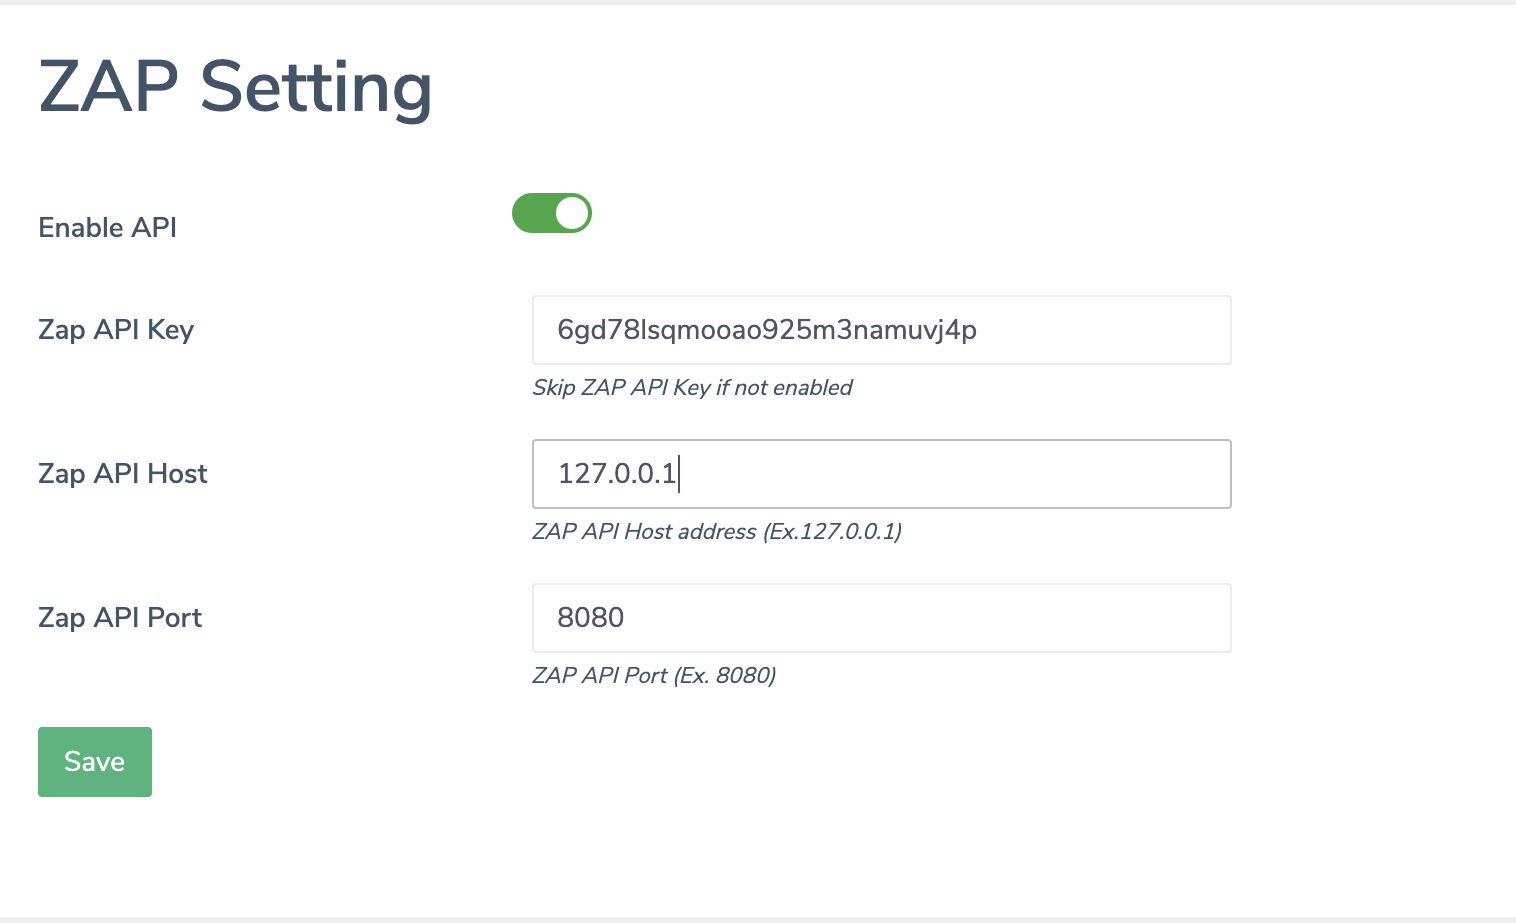 ZAP Setting
Enable API
Zap API Key
6gd78lsqmooao925m3namuvj4p
Skip ZAP API Key if not enabled
Zap API Host
127.0.0.1
ZAP API Host address (Ex.127.0.0.1)
Zap API Port
8080
ZAP API Port (Ex. 8080)
Save